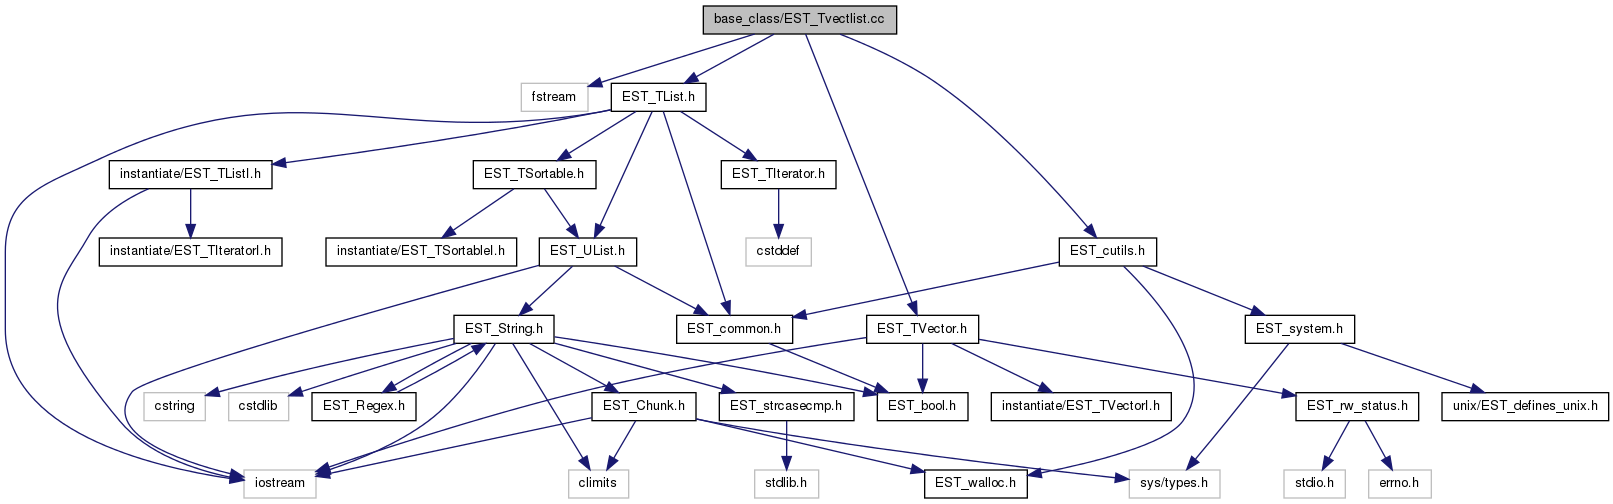 base_class/EST_Tvectlist.cc
fstream
EST_TList.h
instantiate/EST_TListI.h
EST_TSortable.h
EST_TIterator.h
instantiate/EST_TIteratorI.h
instantiate/EST_TSortableI.h
EST_UList.h
cstddef
EST_cutils.h
EST_String.h
EST_common.h
EST_TVector.h
EST_system.h
cstring
cstdlib
EST_Regex.h
EST_Chunk.h
EST_strcasecmp.h
EST_bool.h
instantiate/EST_TVectorI.h
EST_rw_status.h
unix/EST_defines_unix.h
iostream
climits
stdlib.h
EST_walloc.h
sys/types.h
stdio.h
errno.h